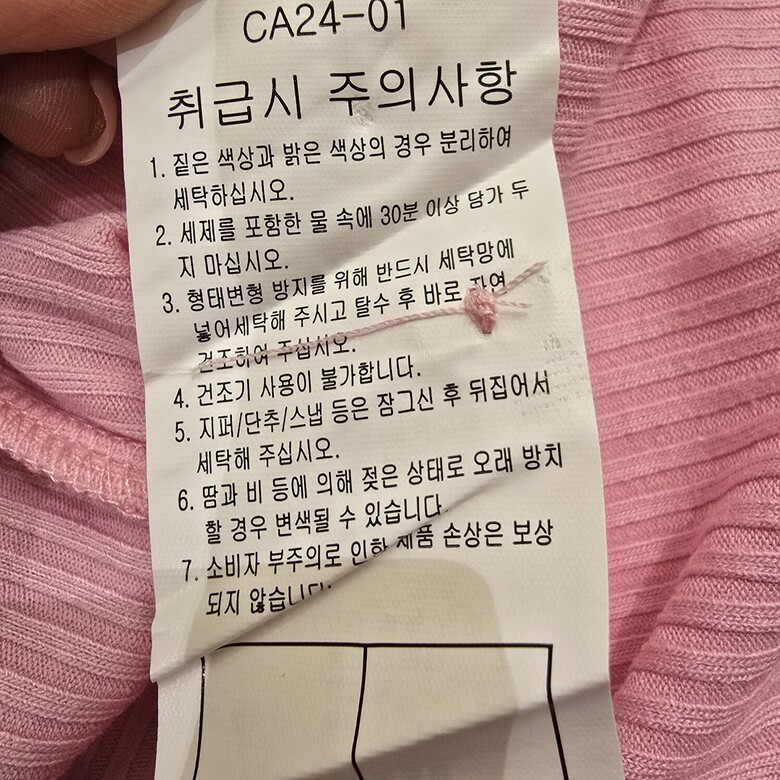 CA24-01
취급시 주의사항
1. 짙은 색상과 밝은 색상의 경우 분리하여
세탁하십시오.
2. 세제를 포함한 물 속에 30분 이상 담가 두
지 마십시오.
3. 형태변형 방지를 위해 반드시 세탁망에
넣어세탁해 주시고 탈수 후 바로 자연
건조하여 주십시오.
4. 건조기 사용이 불가합니다.
5. 지퍼/단추/스냅 등은 잠그신 후 뒤집어서
세탁해 주십시오.
6. 땀과 비 등에 의해 젖은 상태로 오래 방치
할 경우 변색될 수 있습니다.
7. 소비자 부주의로 인한 제품 손상은 보상
되지 않습니다.